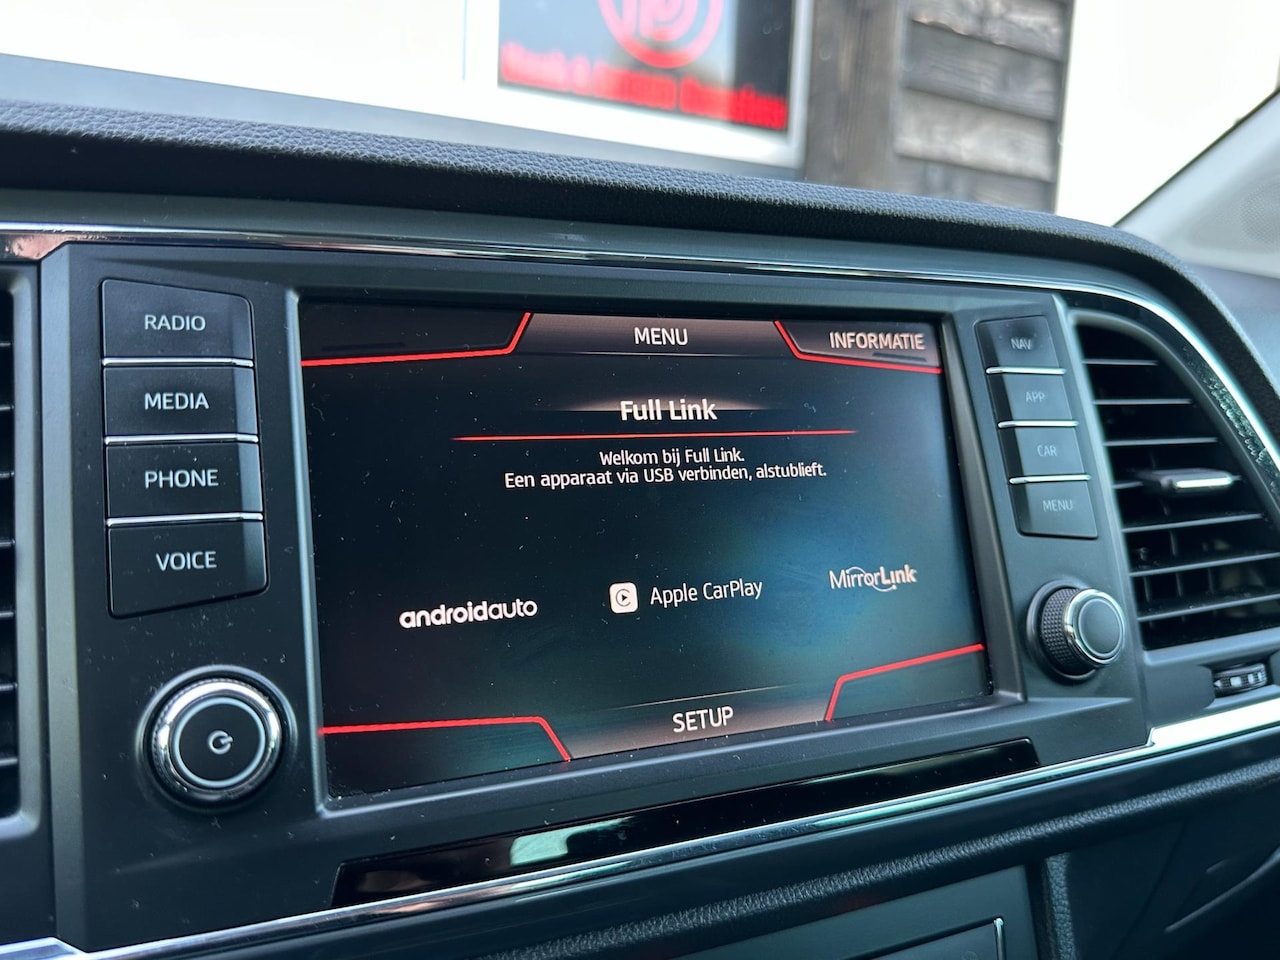 RADIO
MEDIA
PHONE
VOICE
MENU
INFORMATIE
Full Link
Welkom bij Full Link.
Een apparaat via USB verbinden, alstublieft.
androidauto
Apple CarPlay
MirrorLink
SETUP
NAV
APP
CAR
MENU